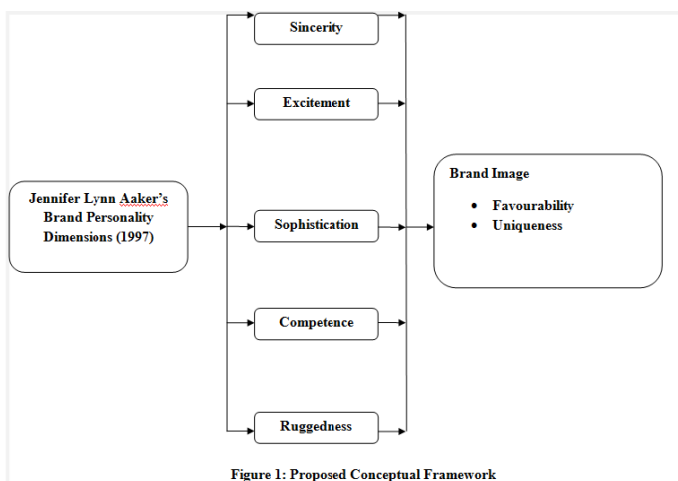 Sincerity
Excitement
Jennifer Lynn Aaker's
Brand Personality
Dimensions (1997)
Sophistication
Competence
Ruggedness
Brand Image
• Favourability
• Uniqueness
Figure 1: Proposed Conceptual Framework